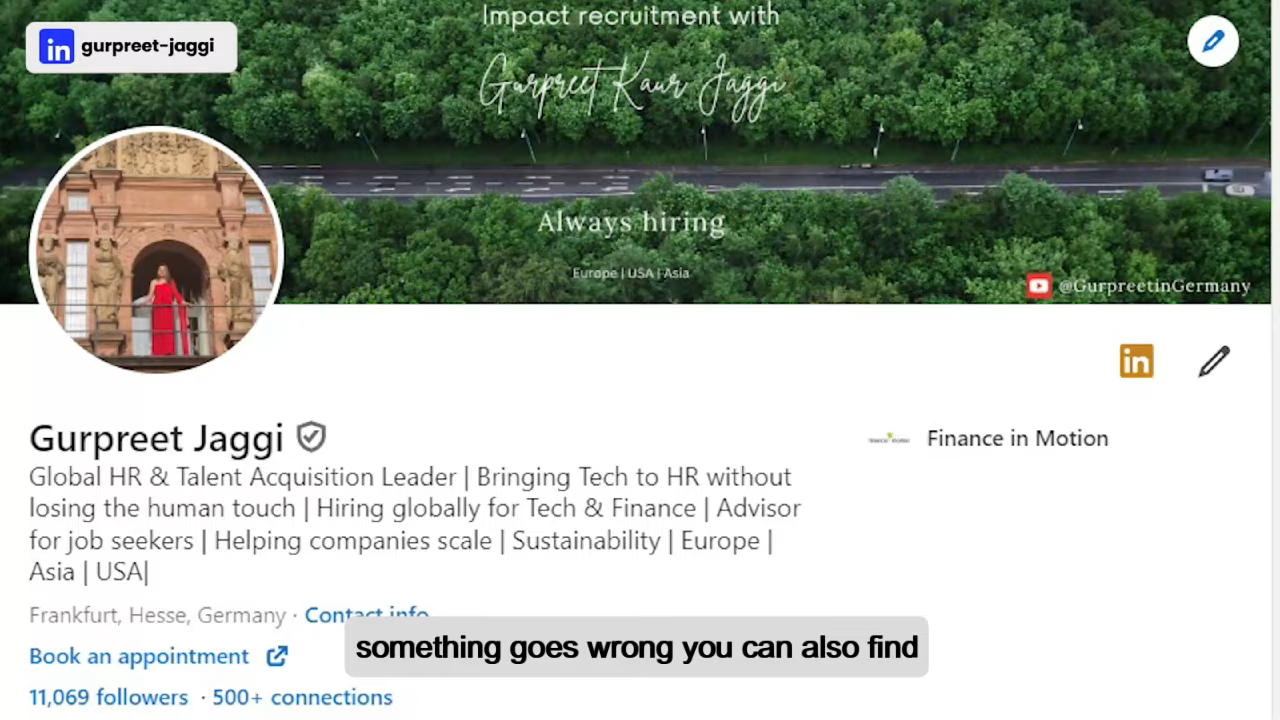 Impact recruitment with
in gurpreet-jaggi
Gurpreet Kaur Jaggi
Always hiring
Europe | USA | Asia
@GurpreetinGermany
in
Gurpreet Jaggi
Finance in Motion
Global HR & Talent Acquisition Leader | Bringing Tech to HR without
losing the human touch | Hiring globally for Tech & Finance | Advisor
for job seekers | Helping companies scale | Sustainability | Europe |
Asia | USA|
Frankfurt, Hesse, Germany · Contact info
something goes wrong you can also find
Book an appointment
11,069 followers · 500+ connections